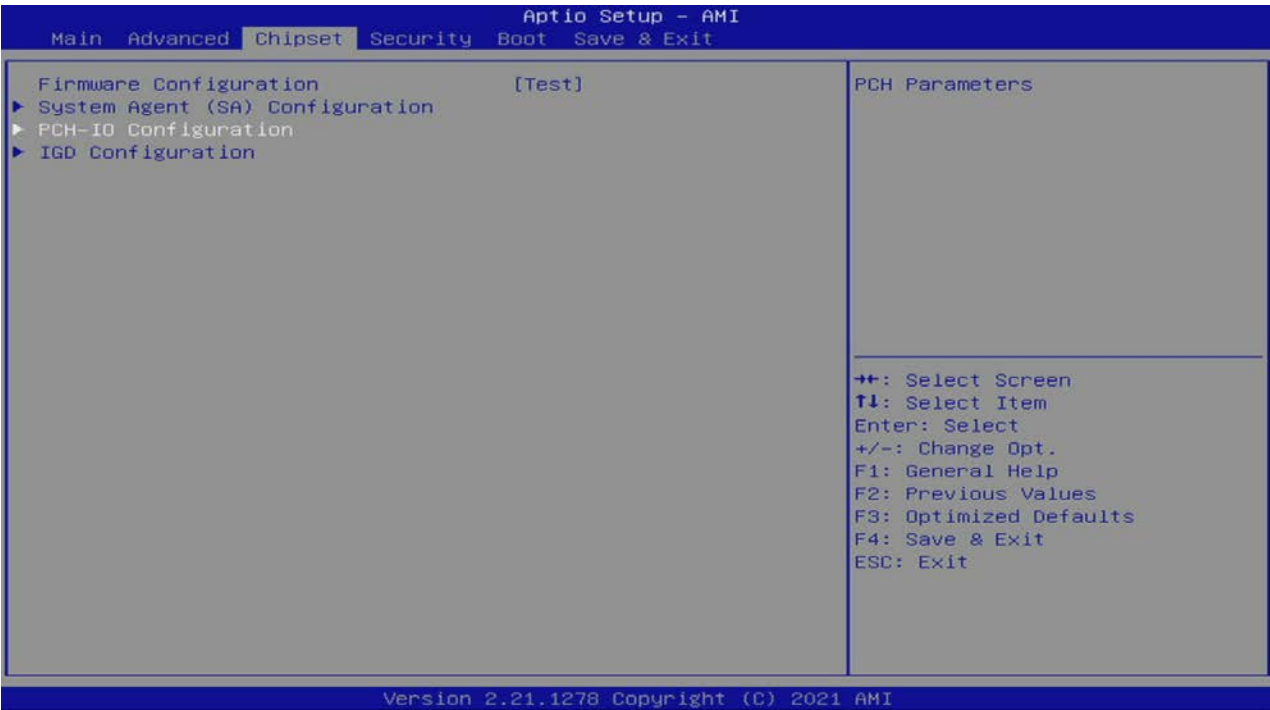 Aptio Setup - AMI
Main Advanced Chipset Security Boot Save & Exit
Firmware Configuration [Test]
► System Agent (SA) Configuration
► PCH-IO Configuration
► IGD Configuration
PCH Parameters
→←: Select Screen
↑↓: Select Item
Enter: Select
+/-: Change Opt.
F1: General Help
F2: Previous Values
F3: Optimized Defaults
F4: Save & Exit
ESC: Exit
Version 2.21.1278 Copyright (C) 2021 AMI